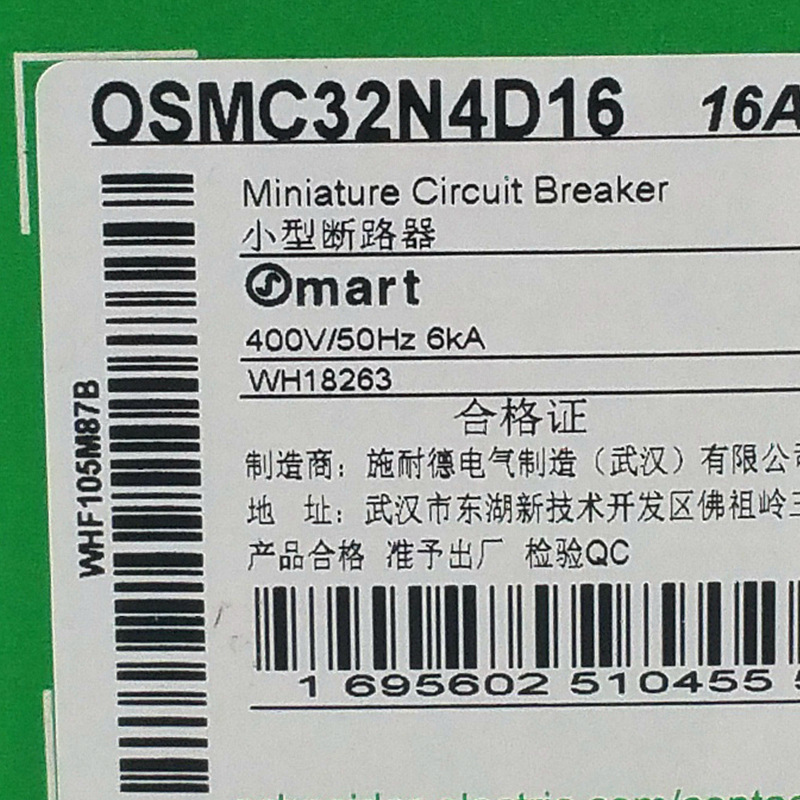 OSMC32N4D16 16A
Miniature Circuit Breaker
小型断路器
Smart
400V/50Hz 6kA
WH18263
合格证
制造商：施耐德电气制造（武汉）有限公司
地 址：武汉市东湖新技术开发区佛祖岭三
产品合格 准予出厂 检验QC
1 695602 510455
WHF105M87B